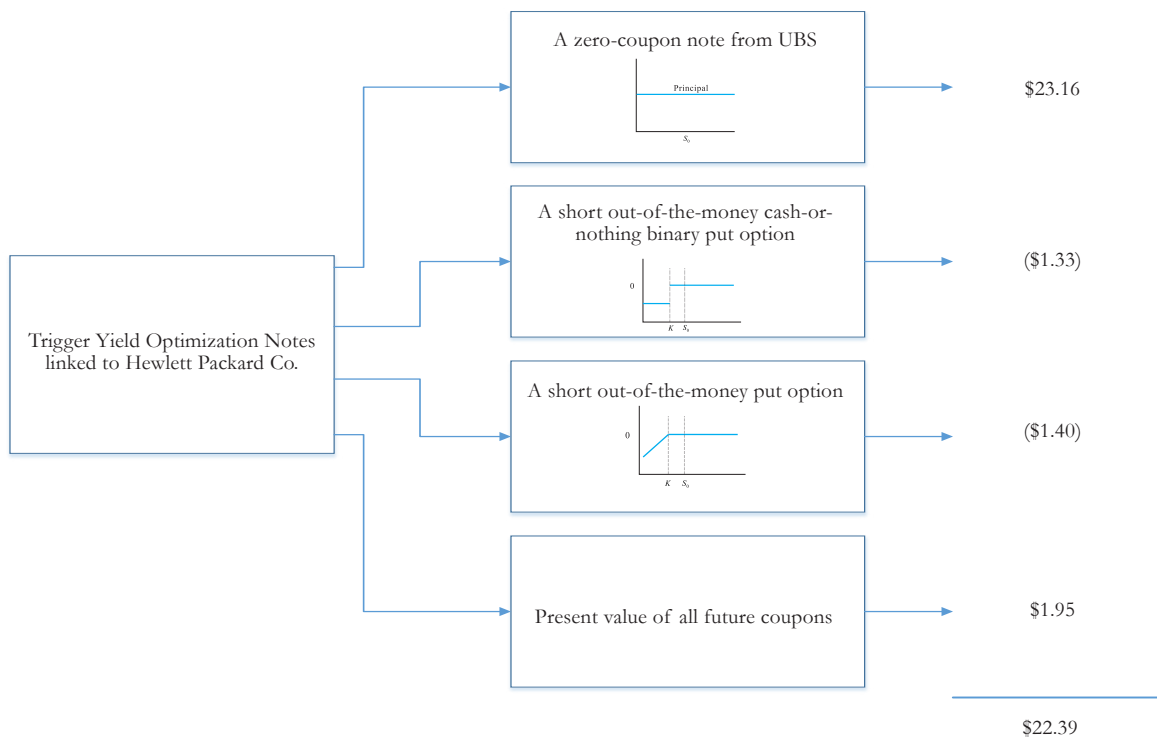 A zero-coupon note from UBS
Principal
S0
$23.16
A short out-of-the-money cash-or-
nothing binary put option
0
K S0
($1.33)
Trigger Yield Optimization Notes
linked to Hewlett Packard Co.
A short out-of-the-money put option
0
K S0
($1.40)
Present value of all future coupons
$1.95
$22.39